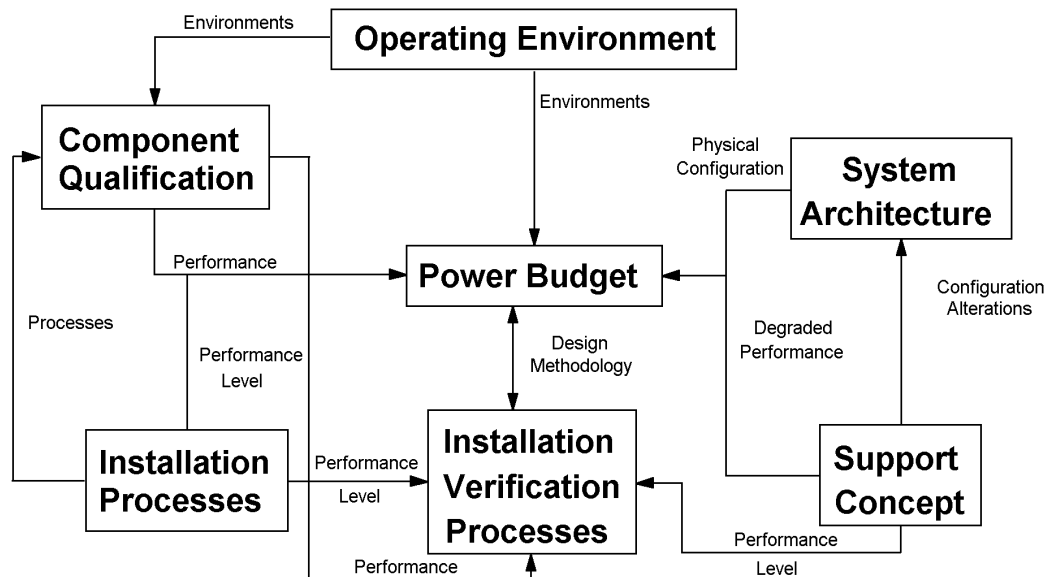 Environments
Operating Environment
Environments
Component
Qualification
Physical
Configuration
System
Architecture
Performance
Power Budget
Configuration
Alterations
Processes
Performance
Level
Design
Methodology
Degraded
Performance
Installation
Processes
Performance
Level
Installation
Verification
Processes
Support
Concept
Performance
Level
Performance